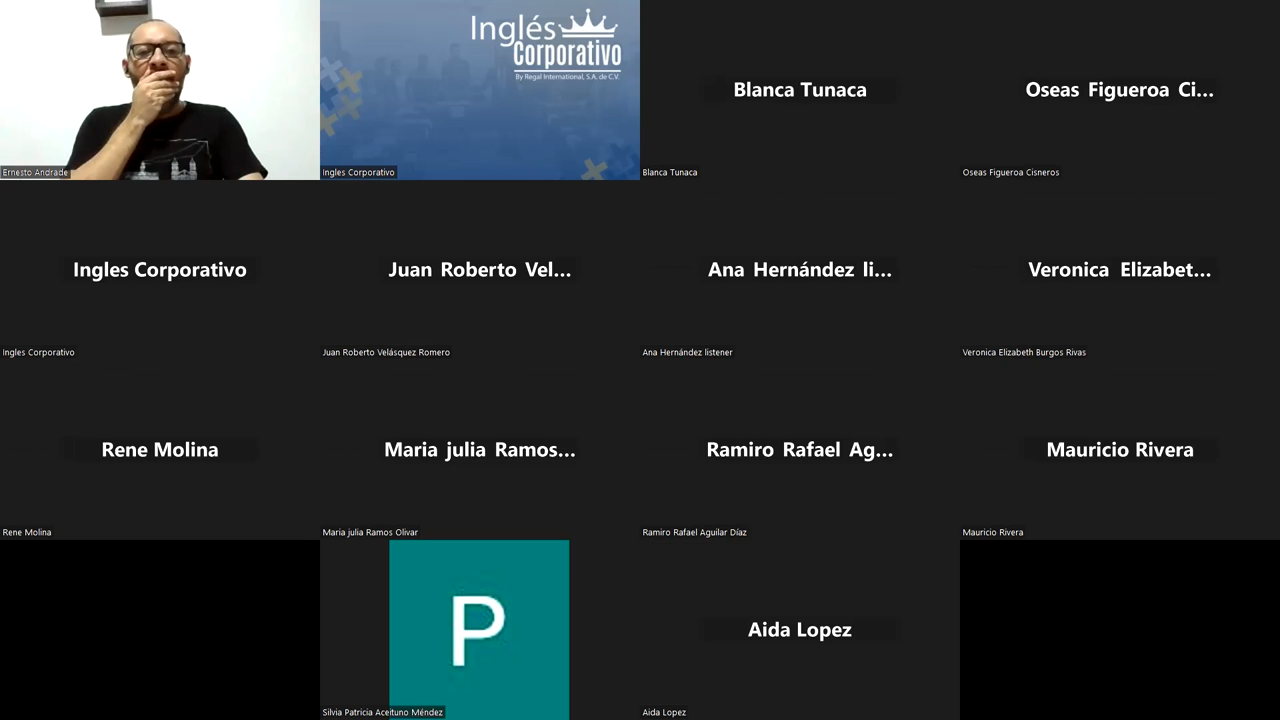 Inglés
Corporativo
By Regal International, S.A. de C.V.
Ernesto Andrade
Ingles Corporativo
Blanca Tunaca
Blanca Tunaca
Oseas Figueroa Ci...
Oseas Figueroa Cisneros
Ingles Corporativo
Ingles Corporativo
Juan Roberto Vel...
Juan Roberto Velásquez Romero
Ana Hernández li...
Ana Hernández listener
Veronica Elizabet...
Veronica Elizabeth Burgos Rivas
Rene Molina
Rene Molina
Maria julia Ramos...
Maria julia Ramos Olivar
Ramiro Rafael Ag...
Ramiro Rafael Aguilar Díaz
Mauricio Rivera
Mauricio Rivera
P
Silvia Patricia Aceituno Méndez
Aida Lopez
Aida Lopez